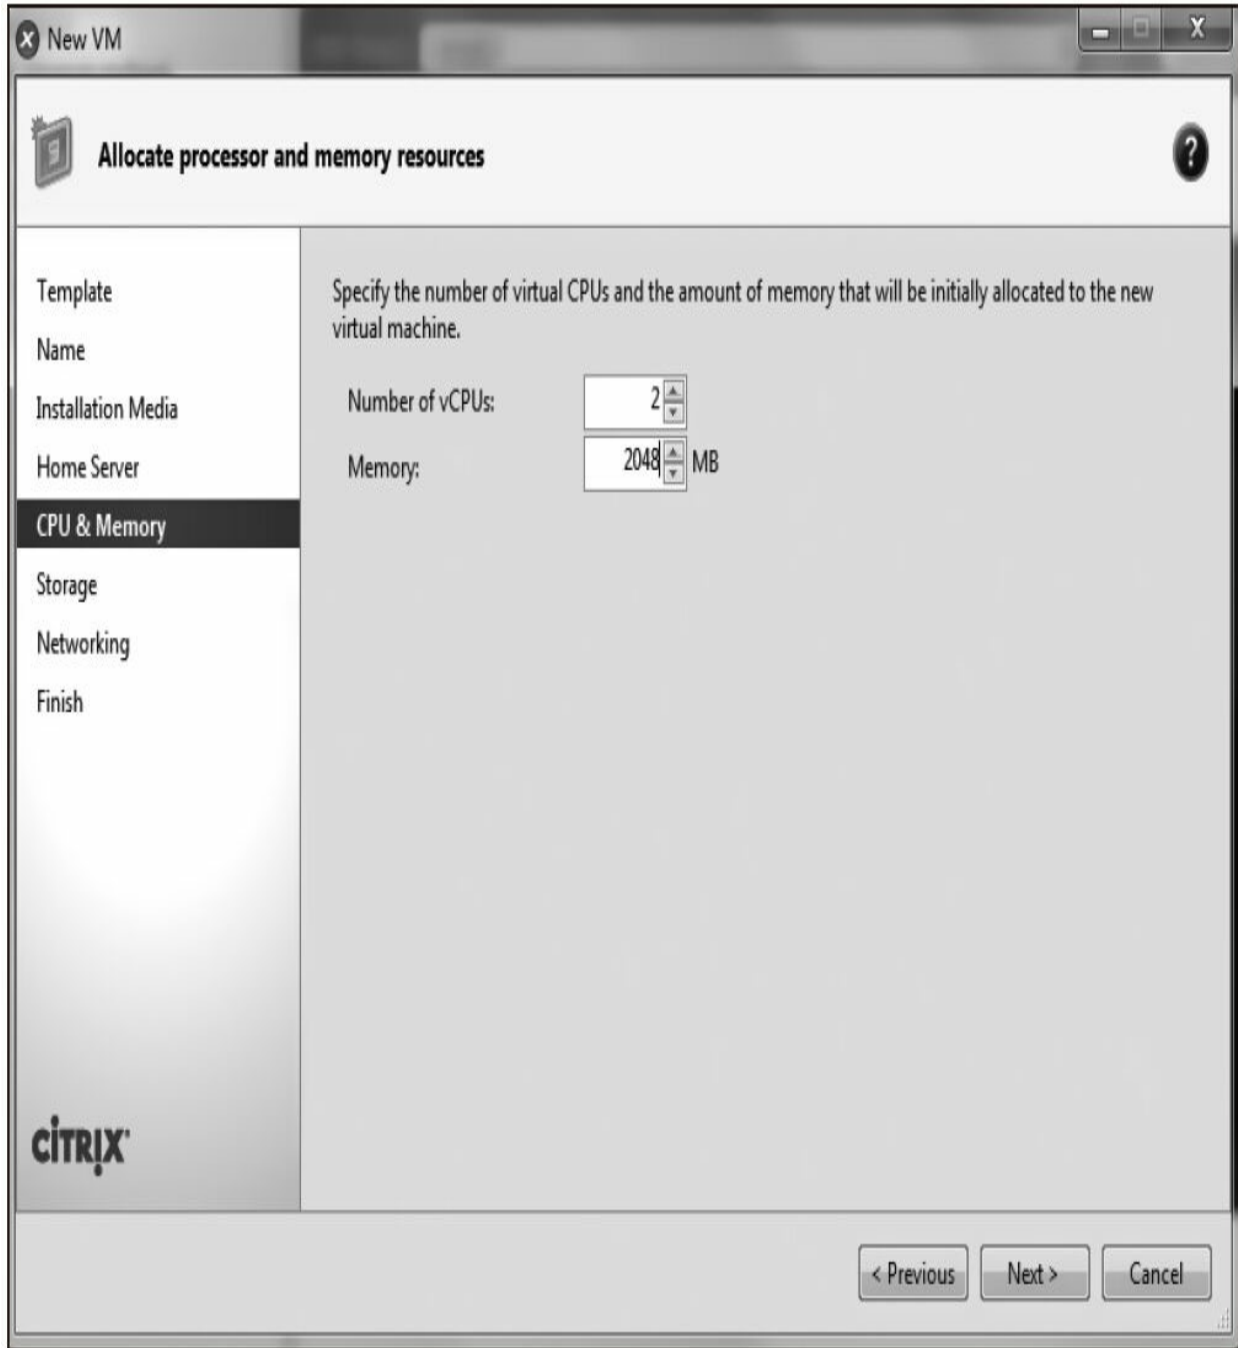 New VM
Allocate processor and memory resources
Template
Name
Installation Media
Home Server
CPU & Memory
Storage
Networking
Finish
Specify the number of virtual CPUs and the amount of memory that will be initially allocated to the new
virtual machine.
Number of vCPUs: 2
Memory: 2048 MB
CITRIX
< Previous Next > Cancel